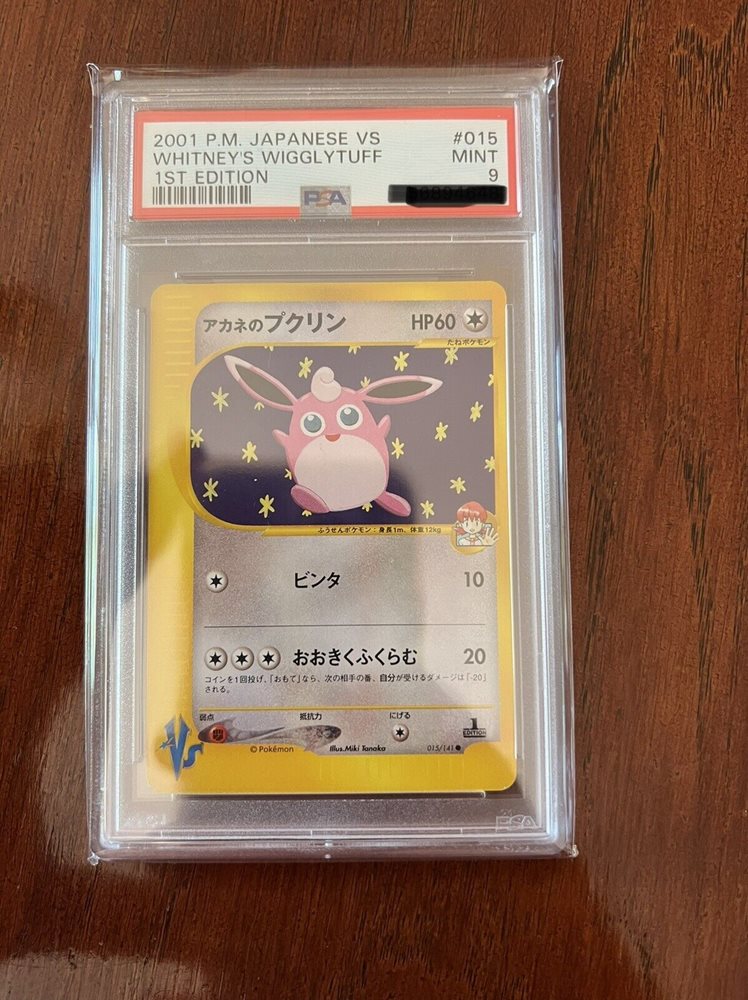 2001 P.M. JAPANESE VS #015
WHITNEY'S WIGGLYTUFF MINT
1ST EDITION 9
PSA
アカネのプクリン HP60
たねポケモン
ふうせんポケモン:身長1m、体重12kg
ビンタ 10
おおきくふくらむ 20
コインを1回投げ、「おもて」なら、次の相手の番、自分が受けるダメージは「-20」
される。
弱点 抵抗力 にげる
1
EDITION
VS
© Pokémon Illus.Miki Tanaka 015/141
PSA